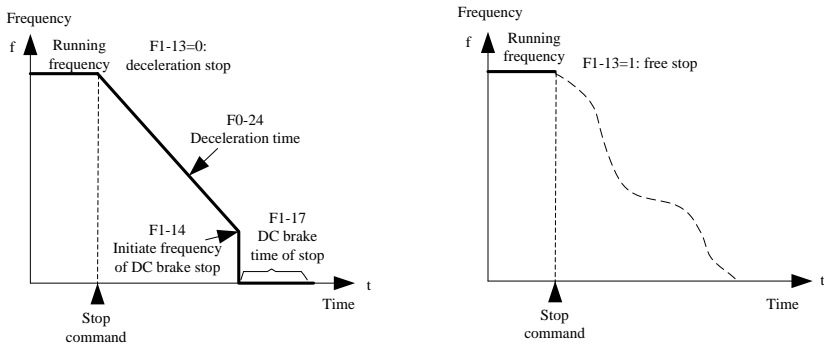 Frequency
f
Running
frequency
F1-13=0:
deceleration stop
F0-24
Deceleration time
F1-14
Initiate frequency
of DC brake stop
F1-17
DC brake
time of stop
t
Time
Stop
command
Frequency
f
Running
frequency
F1-13=1: free stop
t
Time
Stop
command